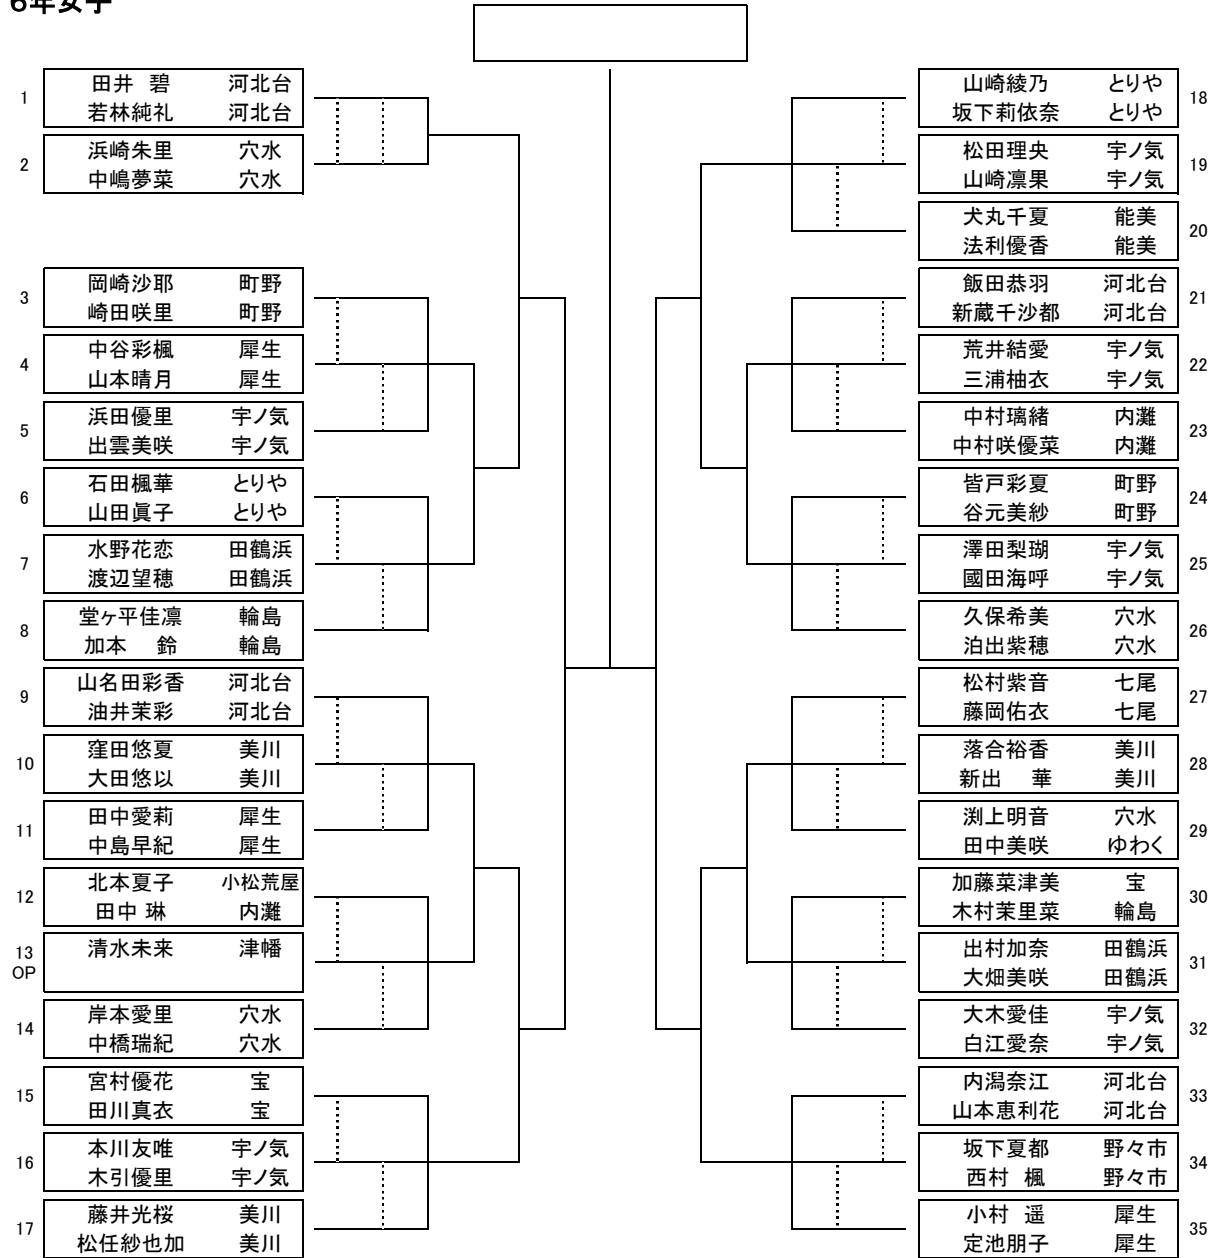 6年女子
1
田井 碧 河北台
若林純礼 河北台
2
浜崎朱里 穴水
中嶋夢菜 穴水
3
岡崎沙耶 町野
崎田咲里 町野
4
中谷彩楓 犀生
山本晴月 犀生
5
浜田優里 宇ノ気
出雲美咲 宇ノ気
6
石田楓華 とりや
山田眞子 とりや
7
水野花恋 田鶴浜
渡辺望穂 田鶴浜
8
堂ヶ平佳凛 輪島
加本 鈴 輪島
9
山名田彩香 河北台
油井茉彩 河北台
10
窪田悠夏 美川
大田悠以 美川
11
田中愛莉 犀生
中島早紀 犀生
12
北本夏子 小松荒屋
田中 琳 内灘
13
OP
清水未来 津幡
14
岸本愛里 穴水
中橋瑞紀 穴水
15
宮村優花 宝
田川真衣 宝
16
本川友唯 宇ノ気
木引優里 宇ノ気
17
藤井光桜 美川
松任紗也加 美川
山崎綾乃 とりや
坂下莉依奈 とりや
18
松田理央 宇ノ気
山崎凛果 宇ノ気
19
犬丸千夏 能美
法利優香 能美
20
飯田恭羽 河北台
新蔵千沙都 河北台
21
荒井結愛 宇ノ気
三浦柚衣 宇ノ気
22
中村璃緒 内灘
中村咲優菜 内灘
23
皆戸彩夏 町野
谷元美紗 町野
24
澤田梨瑚 宇ノ気
國田海呼 宇ノ気
25
久保希美 穴水
泊出紫穂 穴水
26
松村紫音 七尾
藤岡佑衣 七尾
27
落合裕香 美川
新出 華 美川
28
渕上明音 穴水
田中美咲 ゆわく
29
加藤菜津美 宝
木村茉里菜 輪島
30
出村加奈 田鶴浜
大畑美咲 田鶴浜
31
大木愛佳 宇ノ気
白江愛奈 宇ノ気
32
内潟奈江 河北台
山本恵利花 河北台
33
坂下夏都 野々市
西村 楓 野々市
34
小村 遥 犀生
定池朋子 犀生
35